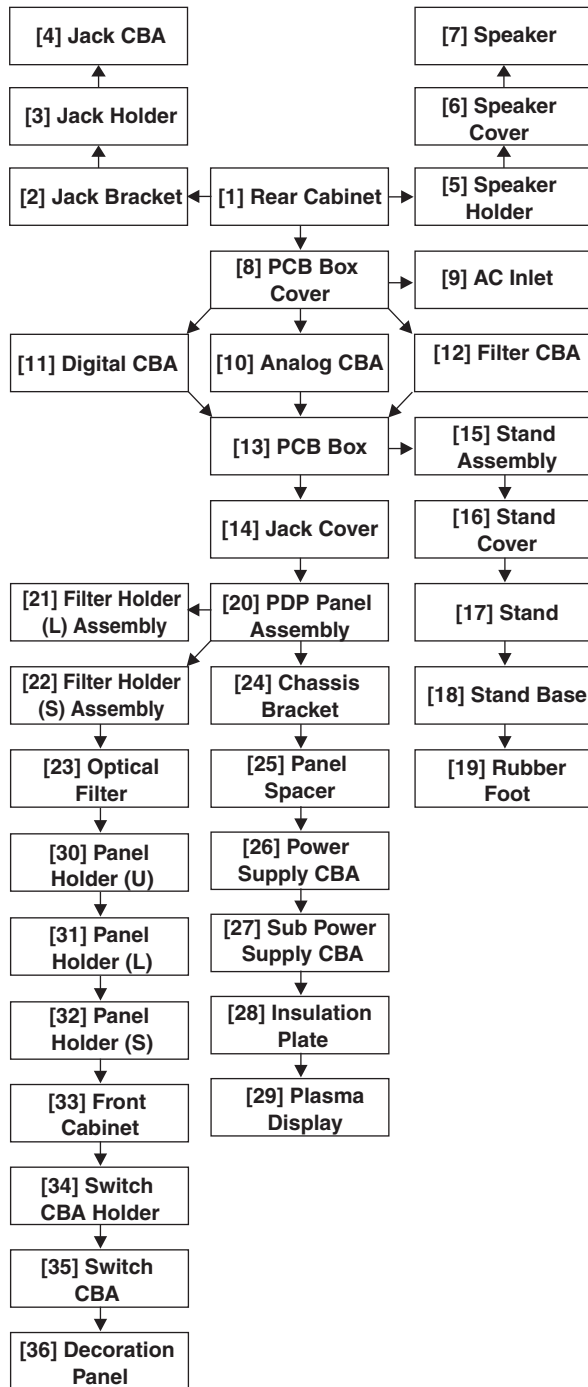 [4] Jack CBA
[7] Speaker
[3] Jack Holder
[6] Speaker
Cover
[2] Jack Bracket
[1] Rear Cabinet
[5] Speaker
Holder
[8] PCB Box
Cover
[9] AC Inlet
[11] Digital CBA
[10] Analog CBA
[12] Filter CBA
[13] PCB Box
[15] Stand
Assembly
[14] Jack Cover
[16] Stand
Cover
[21] Filter Holder
(L) Assembly
[20] PDP Panel
Assembly
[17] Stand
[22] Filter Holder
(S) Assembly
[24] Chassis
Bracket
[18] Stand Base
[23] Optical
Filter
[25] Panel
Spacer
[19] Rubber
Foot
[30] Panel
Holder (U)
[26] Power
Supply CBA
[31] Panel
Holder (L)
[27] Sub Power
Supply CBA
[32] Panel
Holder (S)
[28] Insulation
Plate
[33] Front
Cabinet
[29] Plasma
Display
[34] Switch
CBA Holder
[35] Switch
CBA
[36] Decoration
Panel